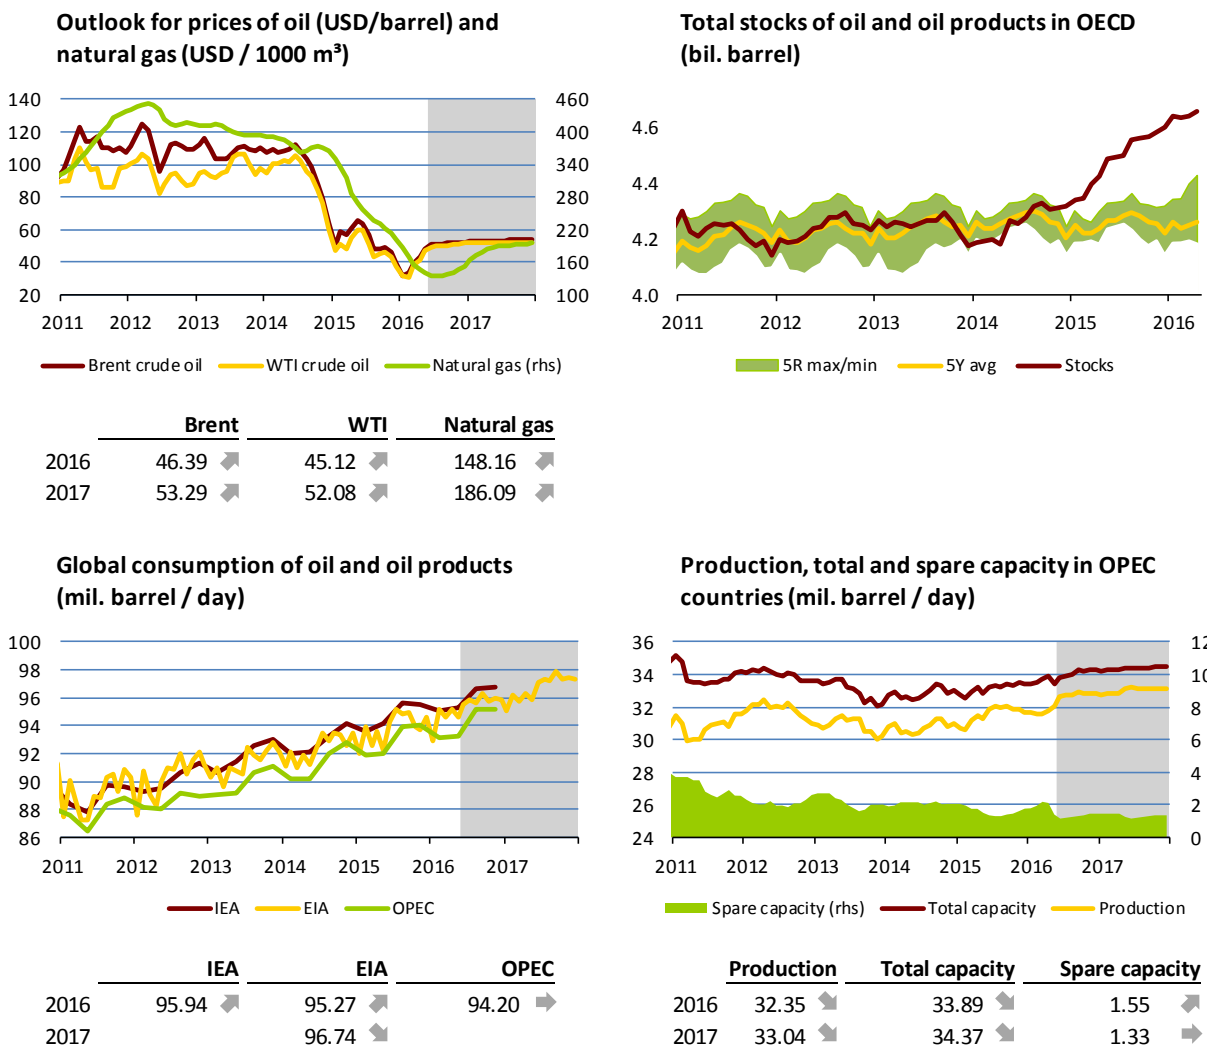 Outlook for prices of oil (USD/barrel) and
natural gas (USD / 1000 m³)
140 460
120 400
100 340
80 280
60 220
40 160
20 100
2011 2012 2013 2014 2015 2016 2017
Brent crude oil WTI crude oil Natural gas (rhs)
Brent WTI Natural gas
2016 46.39 45.12 148.16
2017 53.29 52.08 186.09
Total stocks of oil and oil products in OECD
(bil. barrel)
4.6
4.4
4.2
4.0
2011 2012 2013 2014 2015 2016
5R max/min 5Y avg Stocks
Global consumption of oil and oil products
(mil. barrel / day)
100
98
96
94
92
90
88
86
2011 2012 2013 2014 2015 2016 2017
IEA EIA OPEC
IEA EIA OPEC
2016 95.94 95.27 94.20
2017 96.74
Production, total and spare capacity in OPEC
countries (mil. barrel / day)
36 12
34 10
32 8
30 6
28 4
26 2
24 0
2011 2012 2013 2014 2015 2016 2017
Spare capacity (rhs) Total capacity Production
Production Total capacity Spare capacity
2016 32.35 33.89 1.55
2017 33.04 34.37 1.33